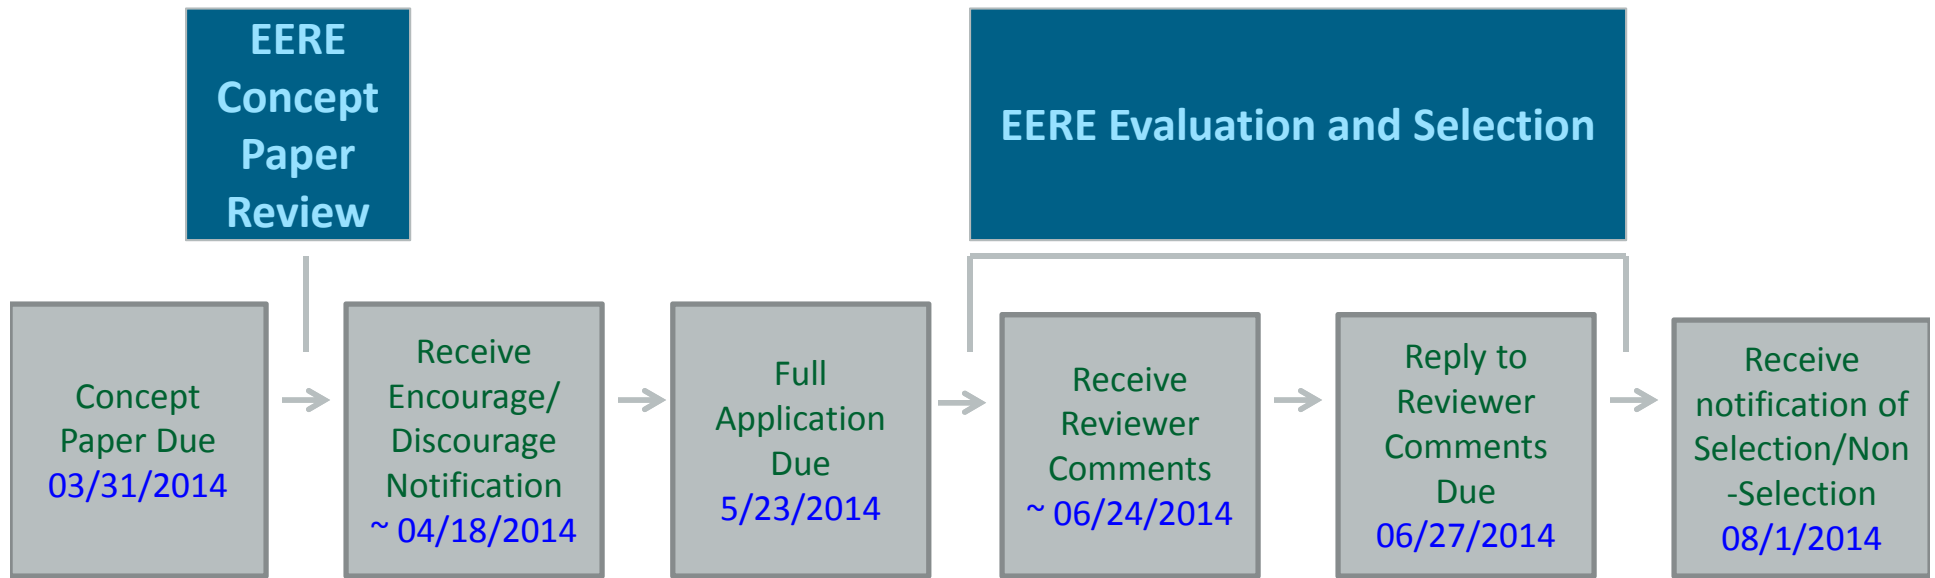 EERE
Concept
Paper
Review
EERE Evaluation and Selection
Concept
Paper Due
03/31/2014
Receive
Encourage/
Discourage
Notification
~ 04/18/2014
Full
Application
Due
5/23/2014
Receive
Reviewer
Comments
~ 06/24/2014
Reply to
Reviewer
Comments
Due
06/27/2014
Receive
notification of
Selection/Non
-Selection
08/1/2014